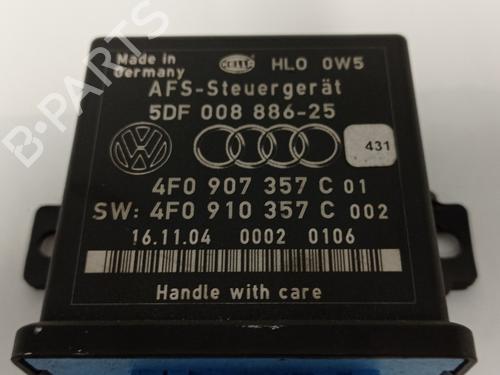 Made in
Germany
HELLA
HLO 0W5
AFS-Steuergerät
5DF 008 886-25
431
4F0 907 357 C 01
SW: 4F0 910 357 C 002
16.11.04 0002 0106
Handle with care